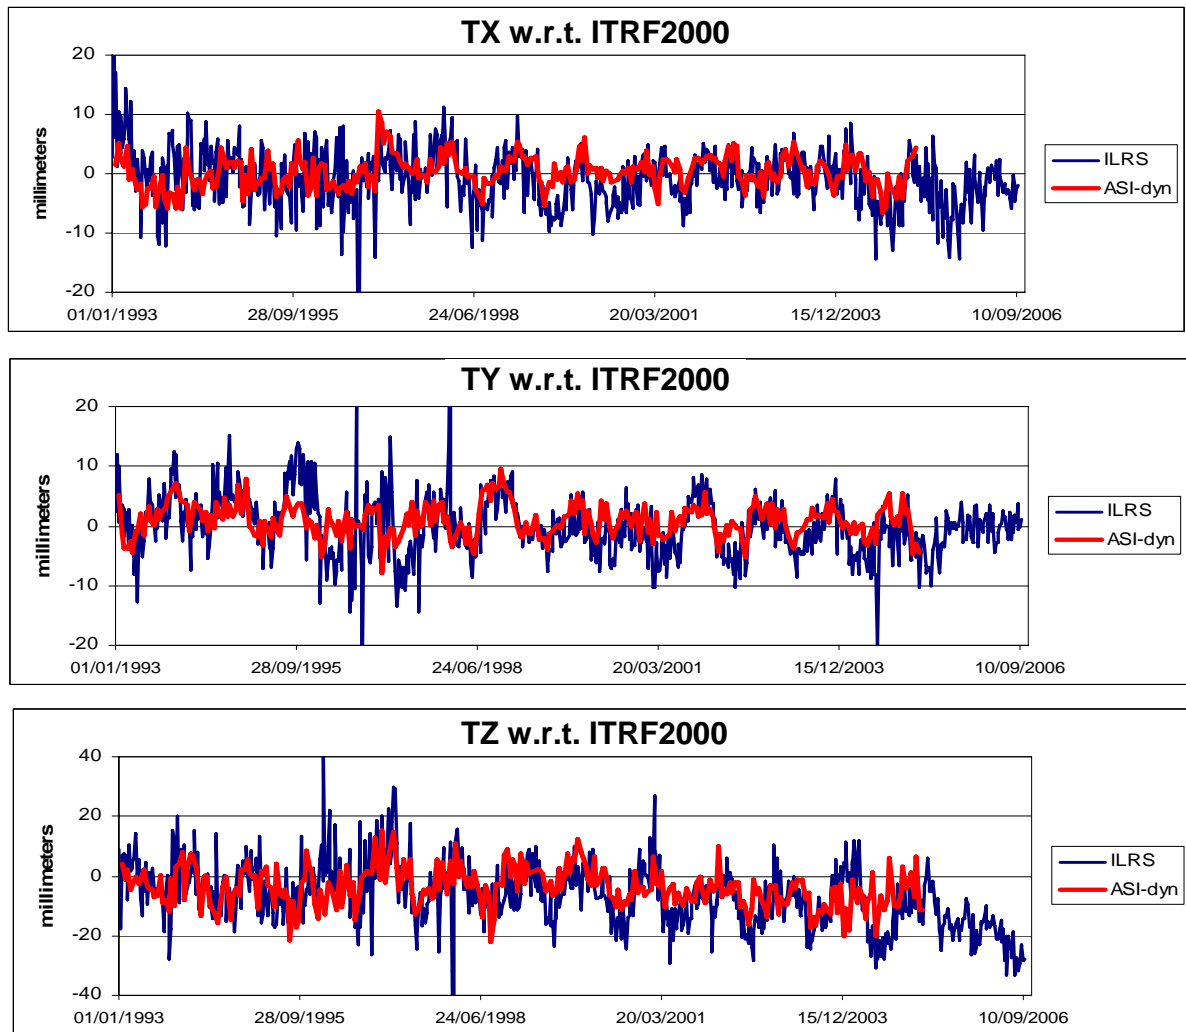 TX w.r.t. ITRF2000
20
10
0
-10
-20
millimeters
01/01/1993 28/09/1995 24/06/1998 20/03/2001 15/12/2003 10/09/2006
ILRS
ASI-dyn
TY w.r.t. ITRF2000
20
10
0
-10
-20
millimeters
01/01/1993 28/09/1995 24/06/1998 20/03/2001 15/12/2003 10/09/2006
ILRS
ASI-dyn
TZ w.r.t. ITRF2000
40
20
0
-20
-40
millimeters
01/01/1993 28/09/1995 24/06/1998 20/03/2001 15/12/2003 10/09/2006
ILRS
ASI-dyn